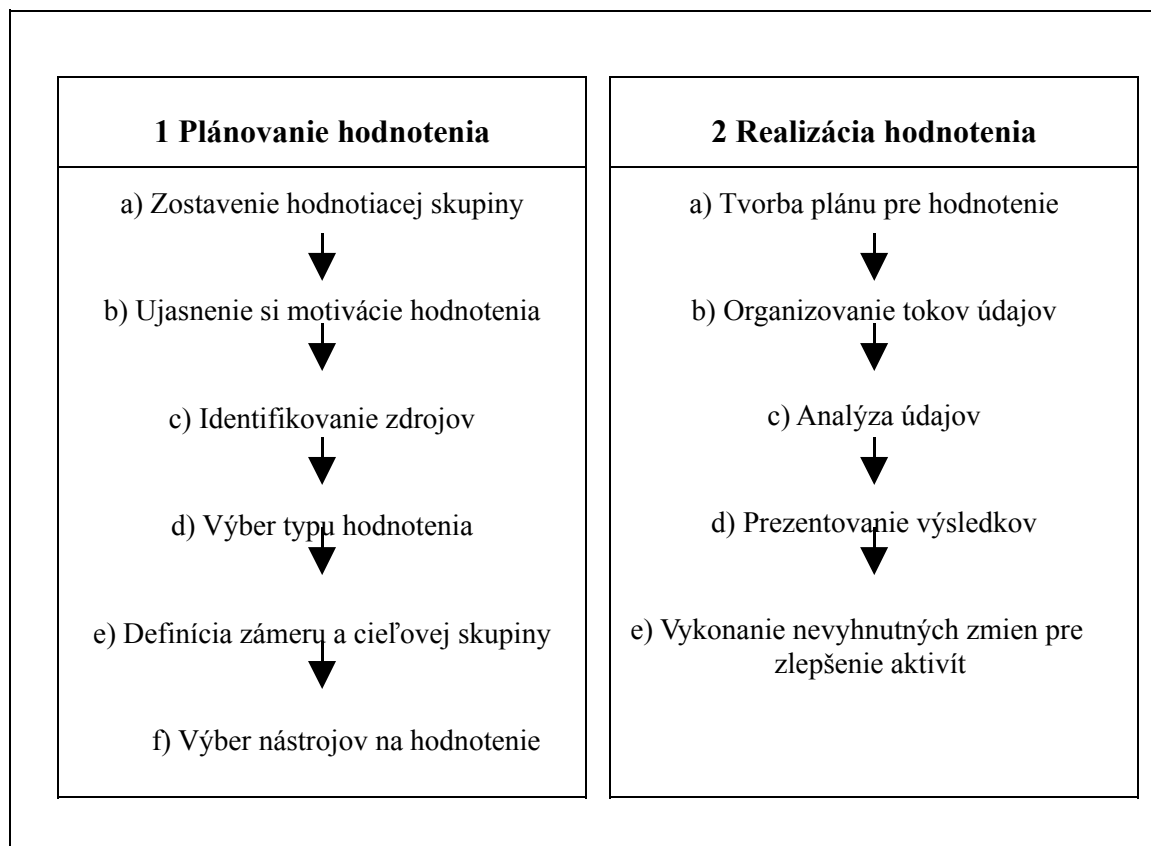 1 Plánovanie hodnotenia
a) Zostavenie hodnotiacej skupiny
b) Ujasnenie si motivácie hodnotenia
c) Identifikovanie zdrojov
d) Výber typu hodnotenia
e) Definícia zámeru a cieľovej skupiny
f) Výber nástrojov na hodnotenie
2 Realizácia hodnotenia
a) Tvorba plánu pre hodnotenie
b) Organizovanie tokov údajov
c) Analýza údajov
d) Prezentovanie výsledkov
e) Vykonanie nevyhnutných zmien pre
zlepšenie aktivít